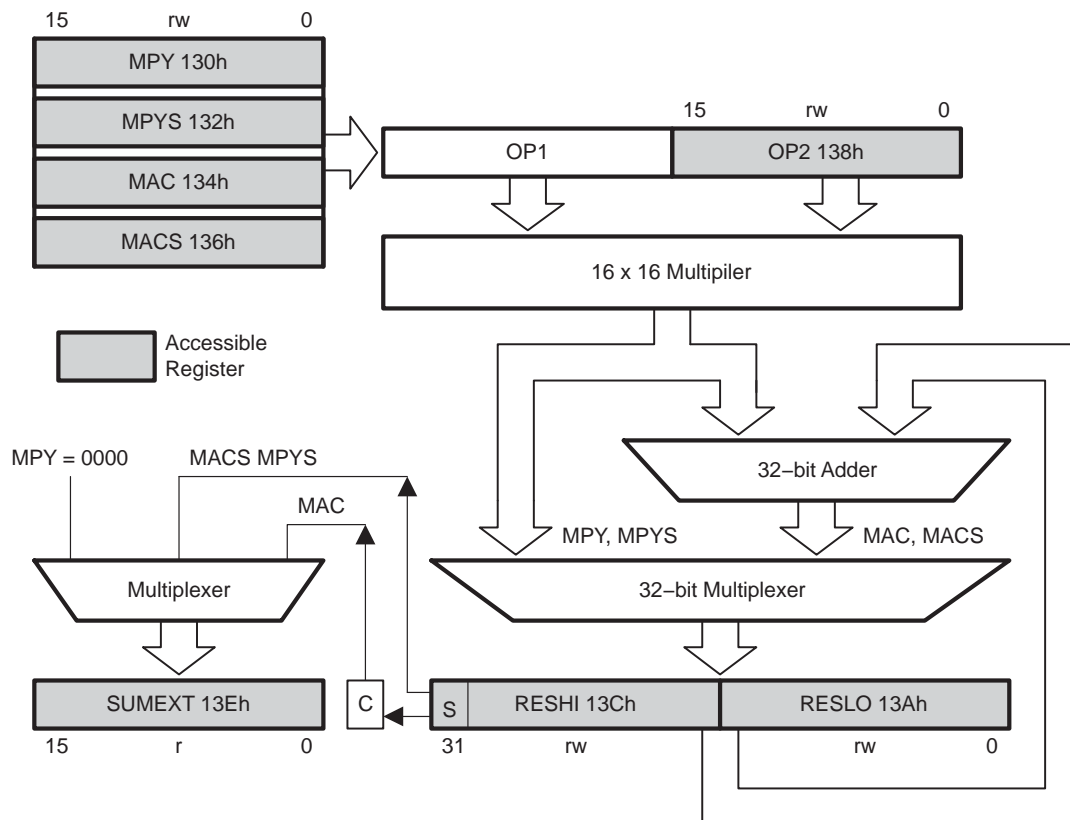 15 rw 0
MPY 130h
MPYS 132h
MAC 134h
MACS 136h
15 rw 0
OP1
OP2 138h
16 x 16 Multipiler
Accessible
Register
MPY = 0000
MACS MPYS
MAC
32−bit Adder
MPY, MPYS
MAC, MACS
Multiplexer
32−bit Multiplexer
SUMEXT 13Eh
C
S
RESHI 13Ch
RESLO 13Ah
15 r 0
31 rw
rw 0